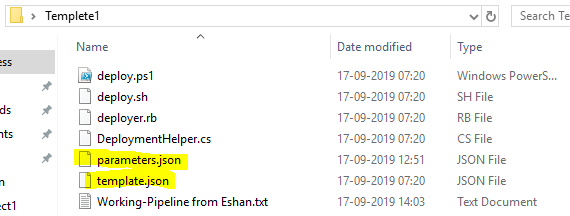 Templete1
Search Te
Name
Date modified
Type
ess
deploy.ps1
17-09-2019 07:20
Windows PowerS...
deploy.sh
17-09-2019 07:20
SH File
ds
deployer.rb
17-09-2019 07:20
RB File
nts
DeploymentHelper.cs
17-09-2019 07:20
CS File
parameters.json
17-09-2019 12:51
JSON File
template.json
17-09-2019 07:20
JSON File
ect1
Working-Pipeline from Eshan.txt
17-09-2019 14:03
Text Document